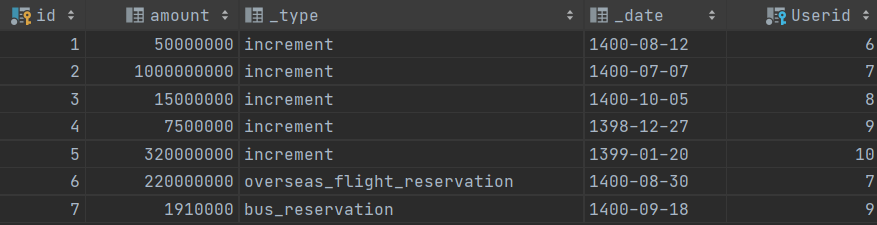 id amount _type _date Userid
1 50000000 increment 1400-08-12 6
2 1000000000 increment 1400-07-07 7
3 15000000 increment 1400-10-05 8
4 7500000 increment 1398-12-27 9
5 320000000 increment 1399-01-20 10
6 220000000 overseas_flight_reservation 1400-08-30 7
7 1910000 bus_reservation 1400-09-18 9